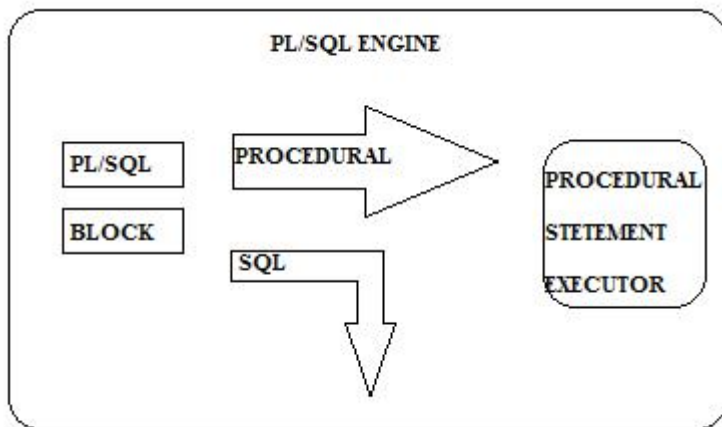 PL/SQL ENGINE
PL/SQL
BLOCK
PROCEDURAL
SQL
PROCEDURAL
STETEMENT
EXECUTOR